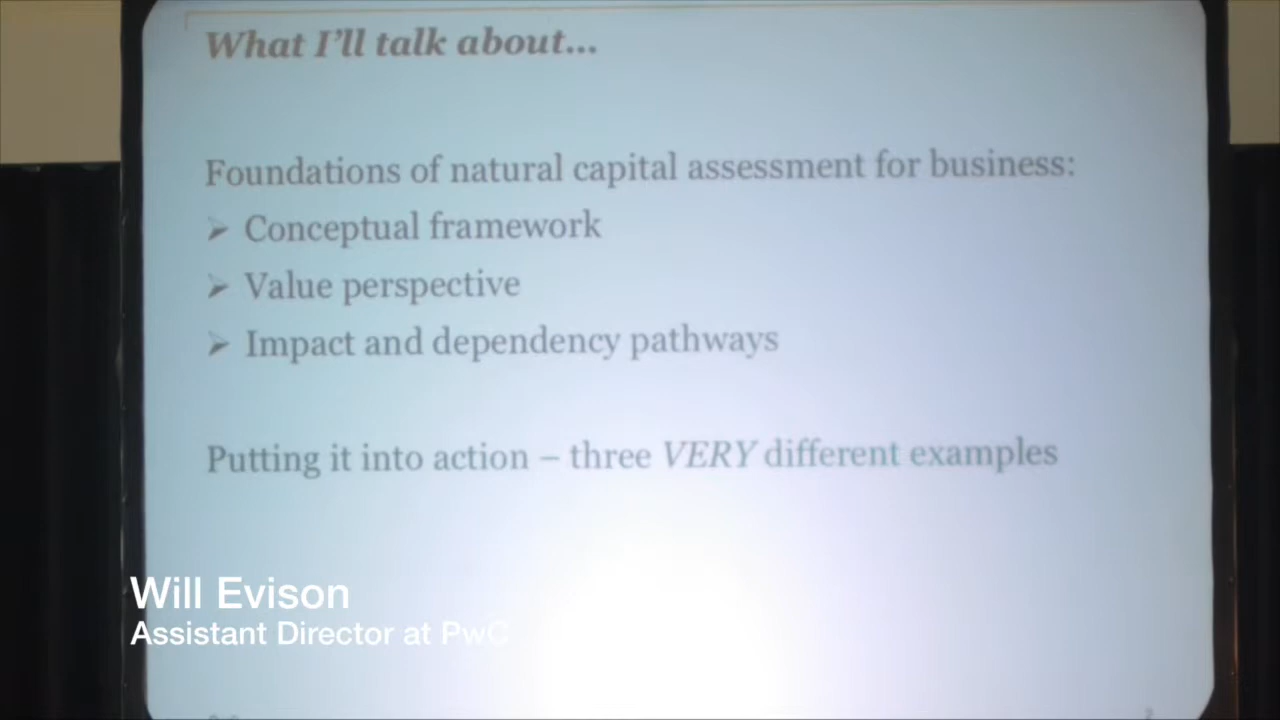 What I'll talk about...
Foundations of natural capital assessment for business:
➤ Conceptual framework
➤ Value perspective
➤ Impact and dependency pathways
Putting it into action – three VERY different examples
Will Evison
Assistant Director at PwC